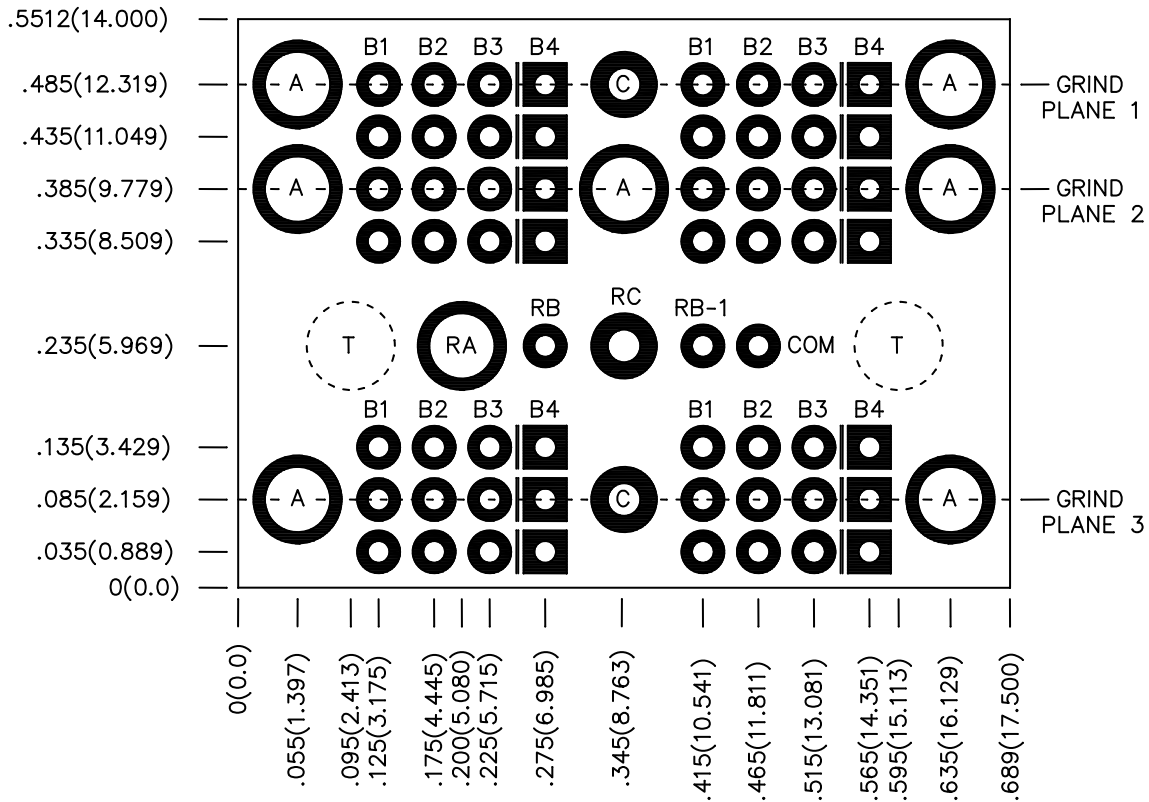 .5512(14.000)
B1 B2 B3 B4 B1 B2 B3 B4
.485(12.319) A C A GRIND
PLANE 1
.435(11.049)
.385(9.779) A A A GRIND
PLANE 2
.335(8.509)
RB RC RB-1
.235(5.969) T RA COM T
B1 B2 B3 B4 B1 B2 B3 B4
.135(3.429)
.085(2.159) A C A GRIND
PLANE 3
.035(0.889)
0(0.0)
0(0.0)
.055(1.397)
.095(2.413)
.125(3.175)
.175(4.445)
.200(5.080)
.225(5.715)
.275(6.985)
.345(8.763)
.415(10.541)
.465(11.811)
.515(13.081)
.565(14.351)
.595(15.113)
.635(16.129)
.689(17.500)